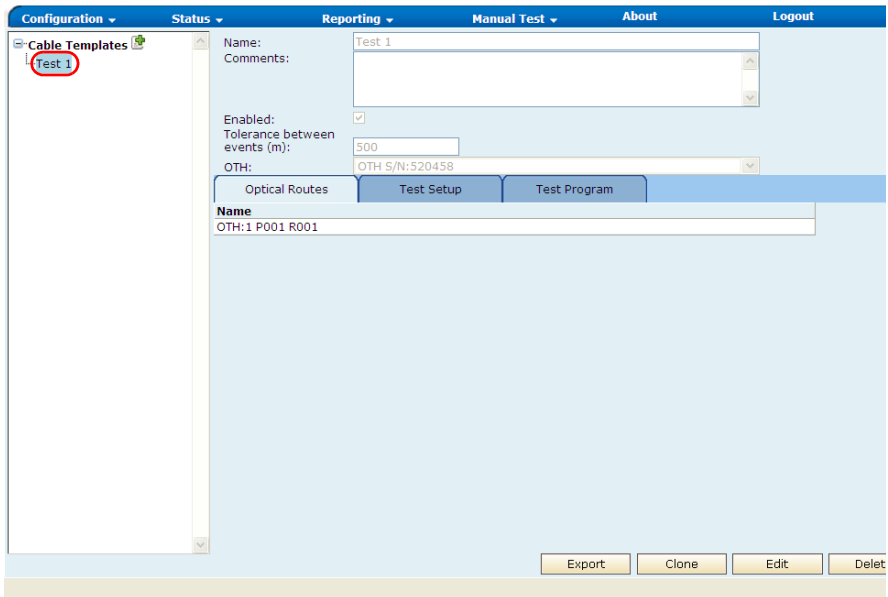 Configuration Status Reporting Manual Test About Logout
Cable Templates
Test 1
Name: Test 1
Comments:
Enabled:
Tolerance between
events (m): 500
OTH: OTH S/N:520458
Optical Routes Test Setup Test Program
Name
OTH:1 P001 R001
Export Clone Edit Delet